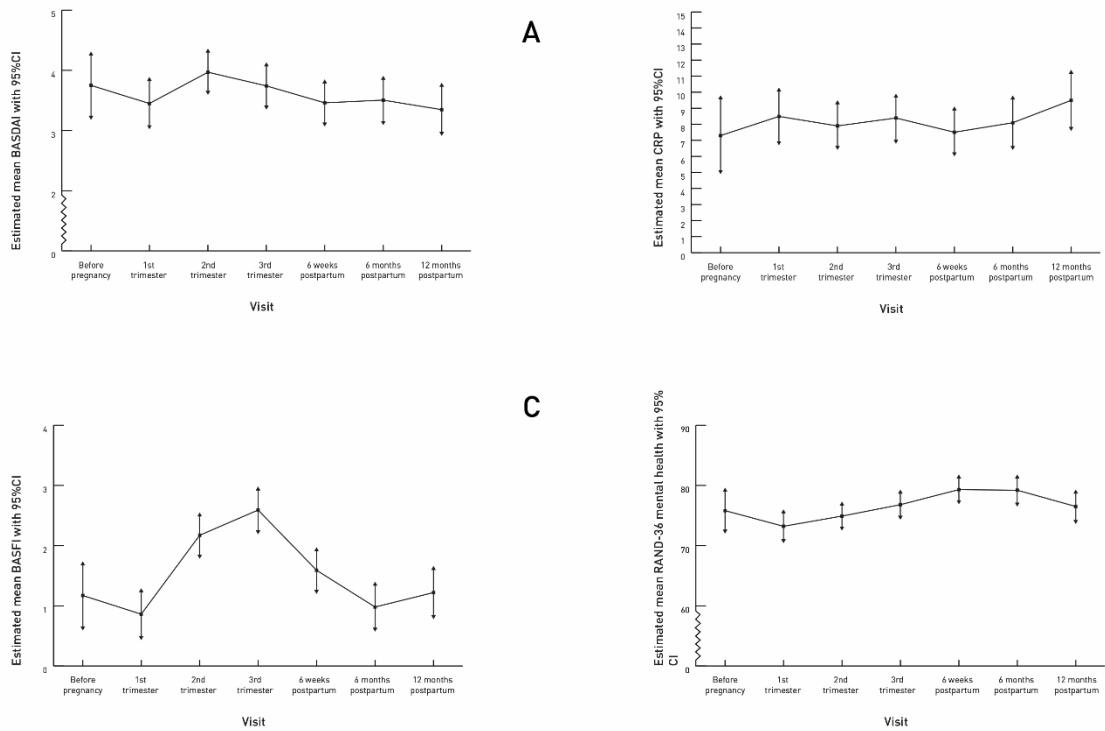 A
Estimated mean BASDAI with 95%CI
5
4
3
2
0
Before pregnancy
1st trimester
2nd trimester
3rd trimester
6 weeks postpartum
6 months postpartum
12 months postpartum
Visit
Estimated mean CRP with 95%CI
15
14
13
12
11
10
9
8
7
6
5
4
3
2
1
0
Before pregnancy
1st trimester
2nd trimester
3rd trimester
6 weeks postpartum
6 months postpartum
12 months postpartum
Visit
C
Estimated mean BASFI with 95%CI
4
3
2
1
0
Before pregnancy
1st trimester
2nd trimester
3rd trimester
6 weeks postpartum
6 months postpartum
12 months postpartum
Visit
Estimated mean RAND-36 mental health with 95%
CI
90
80
70
60
0
Before pregnancy
1st trimester
2nd trimester
3rd trimester
6 weeks postpartum
6 months postpartum
12 months postpartum
Visit